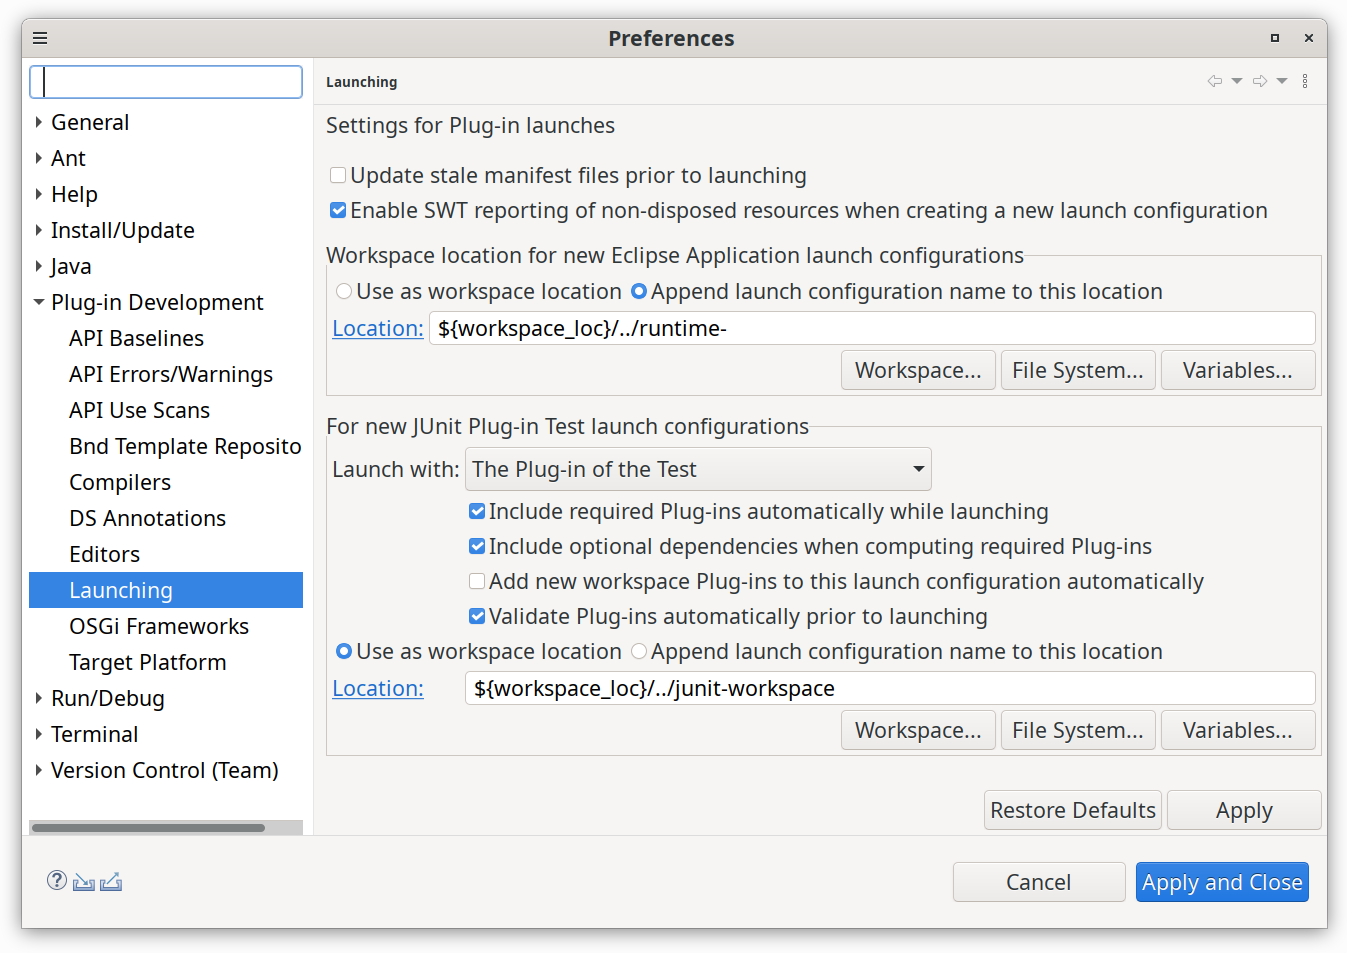 Preferences
General
Ant
Help
Install/Update
Java
Plug-in Development
API Baselines
API Errors/Warnings
API Use Scans
Bnd Template Reposito
Compilers
DS Annotations
Editors
Launching
OSGi Frameworks
Target Platform
Run/Debug
Terminal
Version Control (Team)
Launching
Settings for Plug-in launches
Update stale manifest files prior to launching
Enable SWT reporting of non-disposed resources when creating a new launch configuration
Workspace location for new Eclipse Application launch configurations
Use as workspace location Append launch configuration name to this location
Location: ${workspace_loc}/../runtime-
Workspace... File System... Variables...
For new JUnit Plug-in Test launch configurations
Launch with: The Plug-in of the Test
Include required Plug-ins automatically while launching
Include optional dependencies when computing required Plug-ins
Add new workspace Plug-ins to this launch configuration automatically
Validate Plug-ins automatically prior to launching
Use as workspace location Append launch configuration name to this location
Location: ${workspace_loc}/../junit-workspace
Workspace... File System... Variables...
Restore Defaults Apply
? Cancel Apply and Close